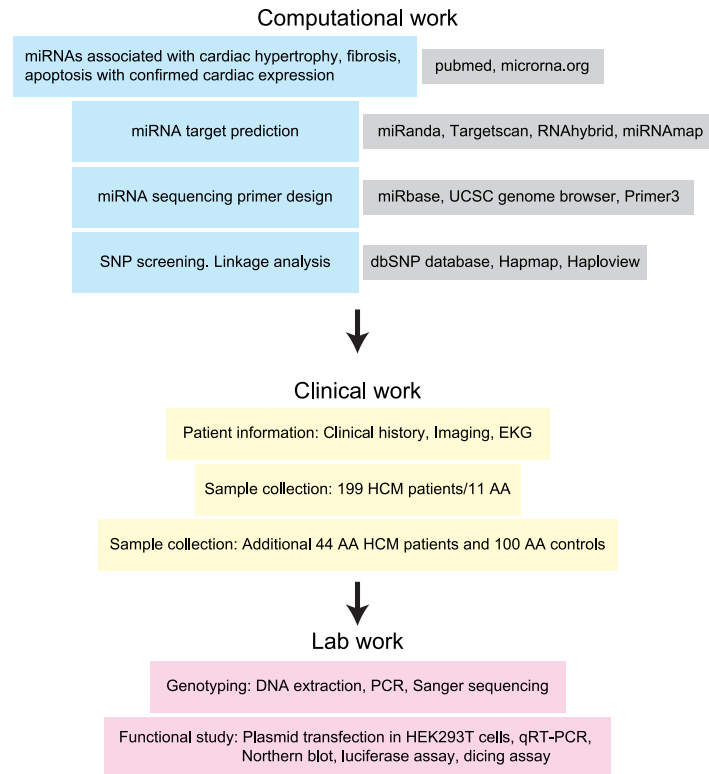 Computational work
miRNAs associated with cardiac hypertrophy, fibrosis,
apoptosis with confirmed cardiac expression
pubmed, microrna.org
miRNA target prediction
miRanda, Targetscan, RNAhybrid, miRNAmap
miRNA sequencing primer design
miRbase, UCSC genome browser, Primer3
SNP screening. Linkage analysis
dbSNP database, Hapmap, Haploview
Clinical work
Patient information: Clinical history, Imaging, EKG
Sample collection: 199 HCM patients/11 AA
Sample collection: Additional 44 AA HCM patients and 100 AA controls
Lab work
Genotyping: DNA extraction, PCR, Sanger sequencing
Functional study: Plasmid transfection in HEK293T cells, qRT-PCR,
Northern blot, luciferase assay, dicing assay